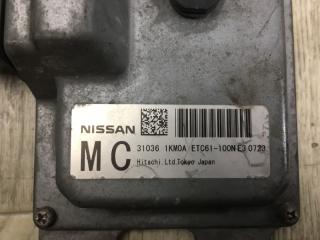 NISSAN
MC 31036 1KM0A ETC61-100N E3 0723
Hitachi.Ltd.Tokyo Japan